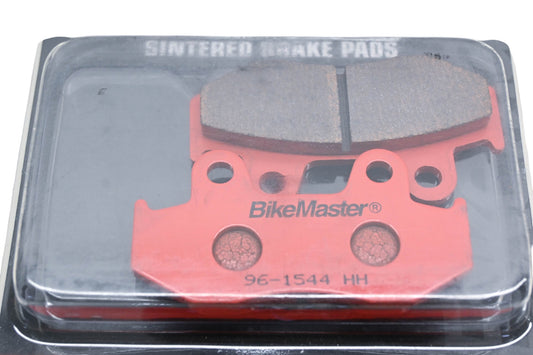 SINTERED BRAKE PADS
BikeMaster®
96-1544 HH